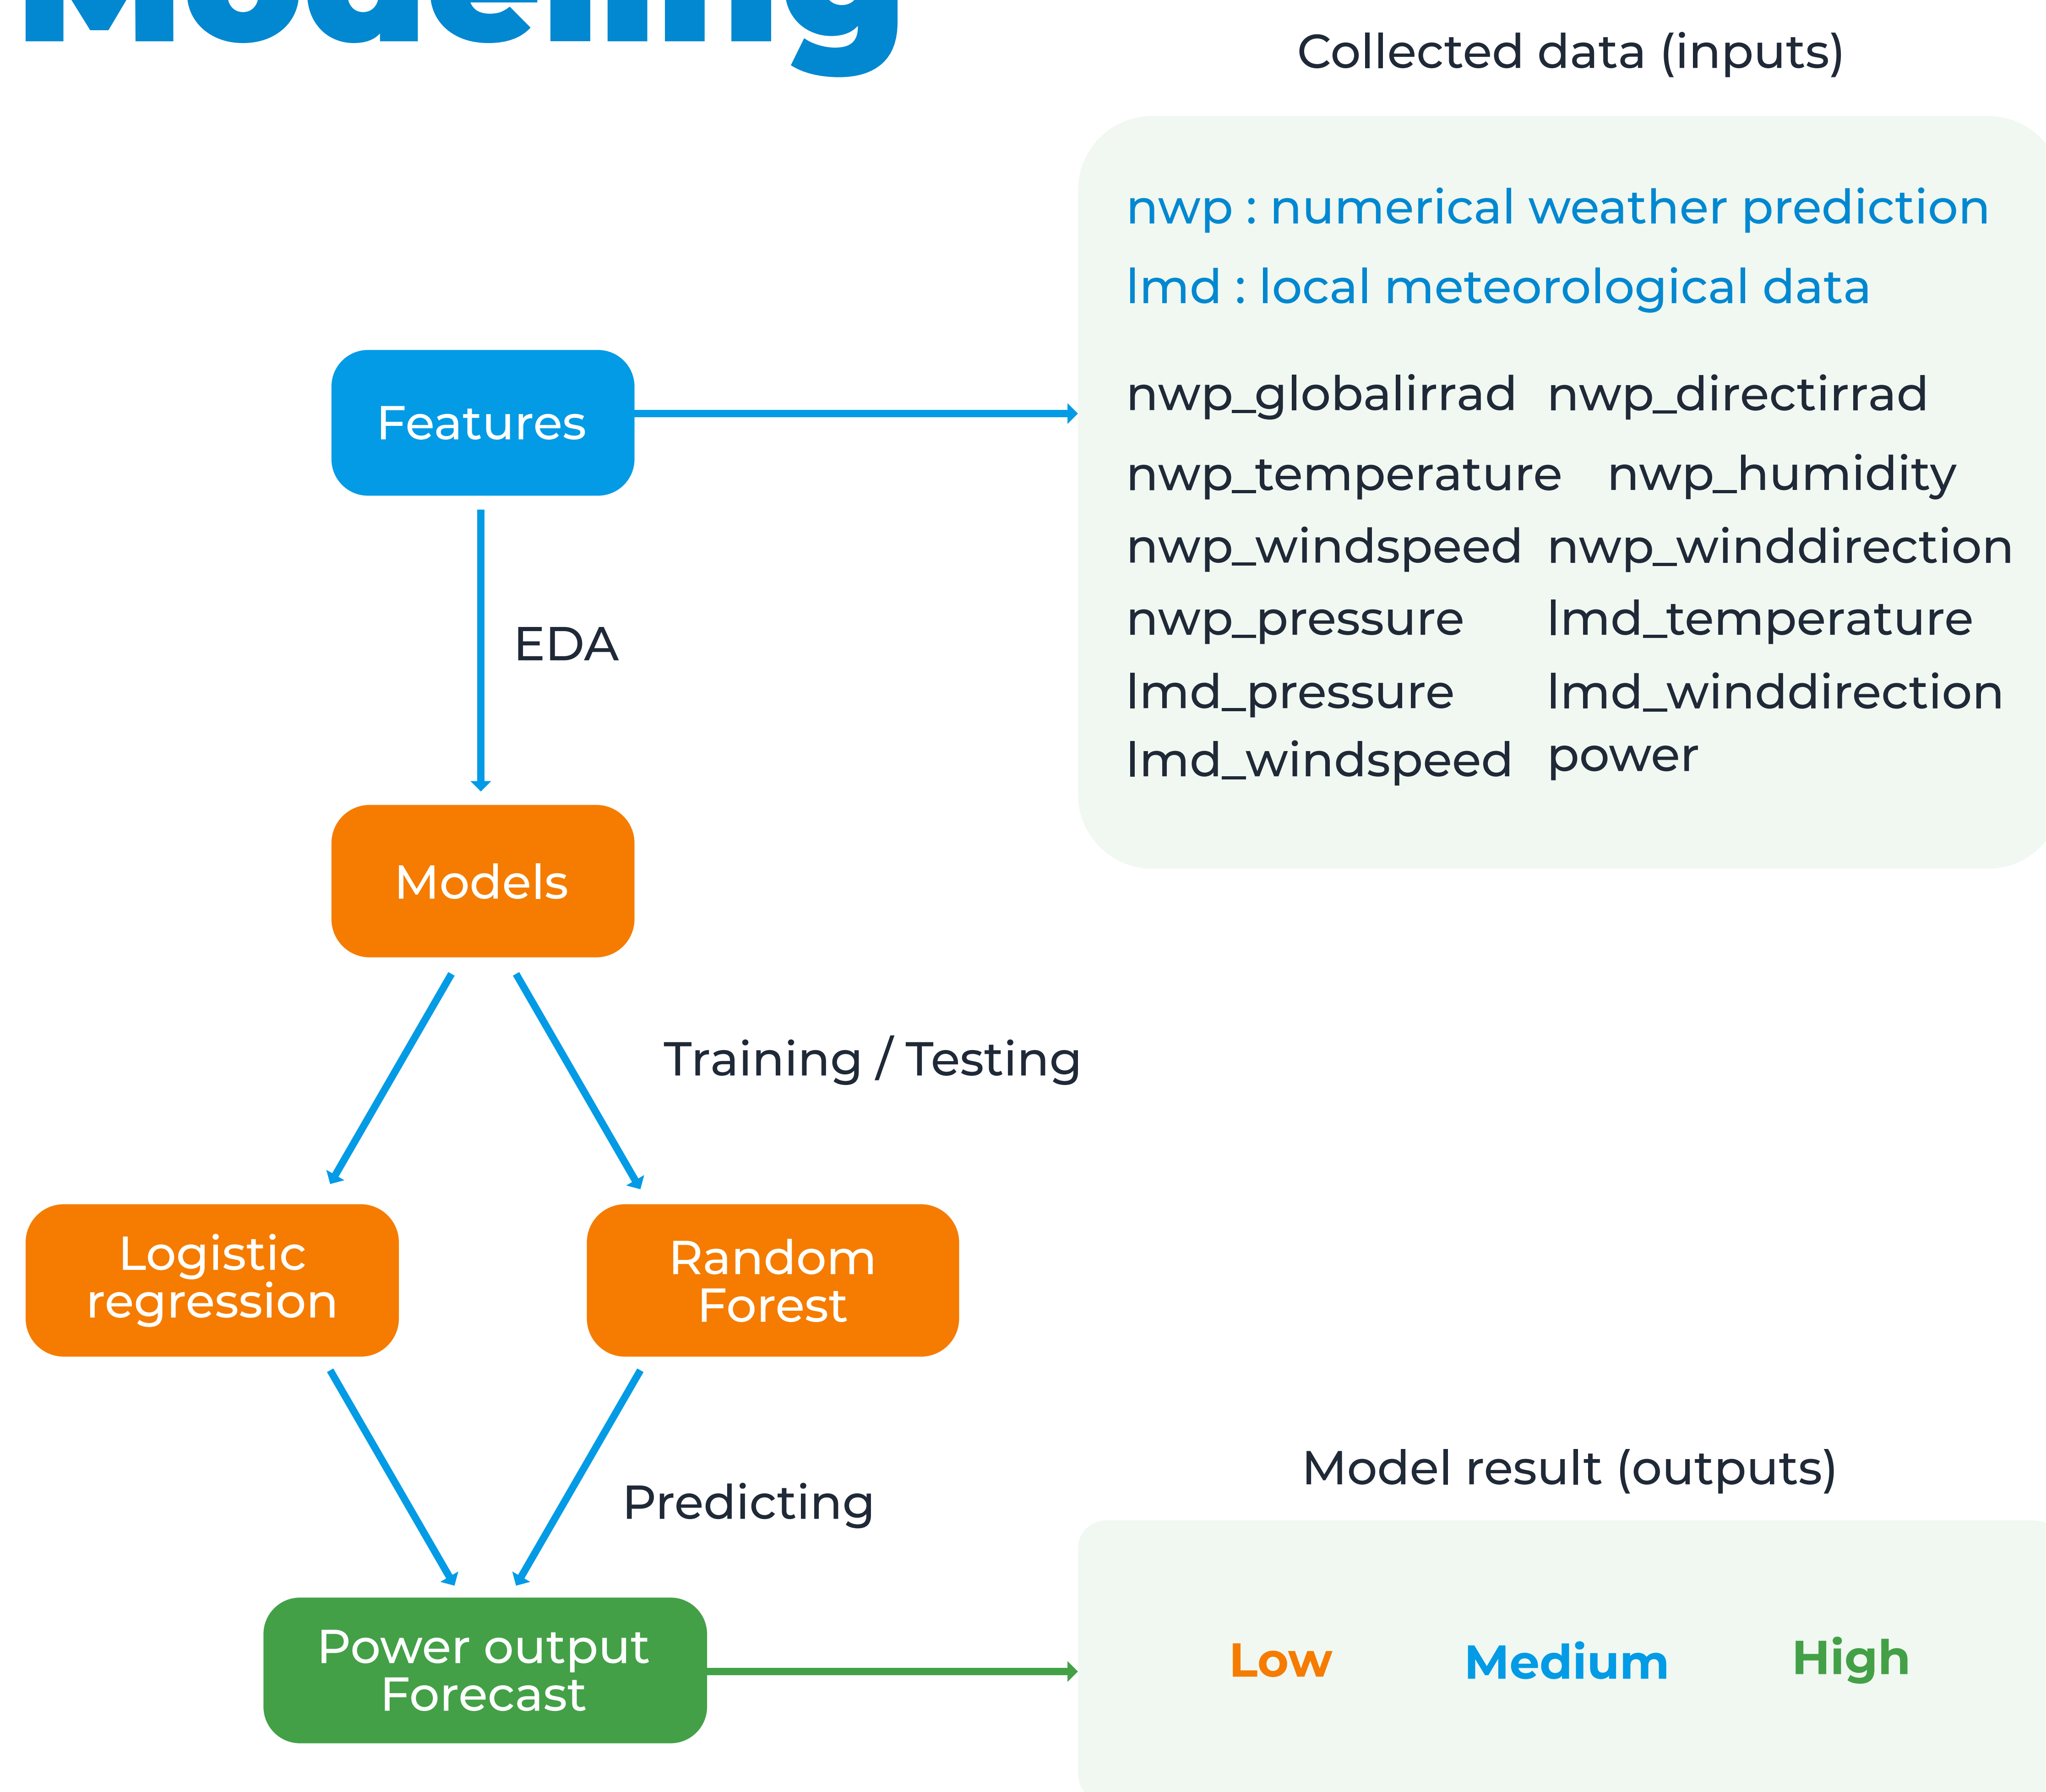 Modeling
Collected data (inputs)
nwp : numerical weather prediction
lmd : local meteorological data
nwp_globalirrad nwp_directirrad
nwp_temperature nwp_humidity
nwp_windspeed nwp_winddirection
nwp_pressure lmd_temperature
lmd_pressure lmd_winddirection
lmd_windspeed power
Features
EDA
Models
Training / Testing
Logistic
regression
Random
Forest
Predicting
Power output
Forecast
Model result (outputs)
Low Medium High